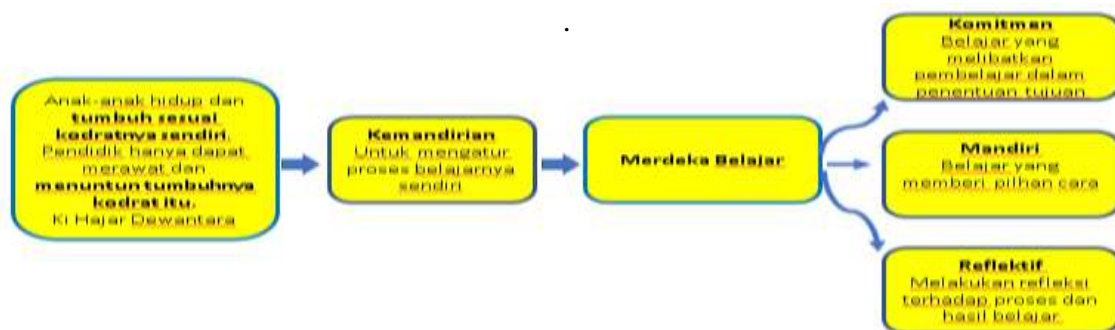 Anak-anak hidup dan
tumbuh sesuai
kodratnya sendiri.
Pendidik hanya dapat
merawat dan
menuntun tumbuhnya
kodrat itu.
Ki Hajar Dewantara
Kemandirian
Untuk mengatur
proses belajarnya
sendiri
Merdeka Belajar
Komitmen
Belajar yang
melibatkan
pembelajar dalam
penentuan tujuan
Mandiri
Belajar yang
memberi pilhan cara
Reflektif
Melakukan refleksi
terhadap proses dan
hasil belajar